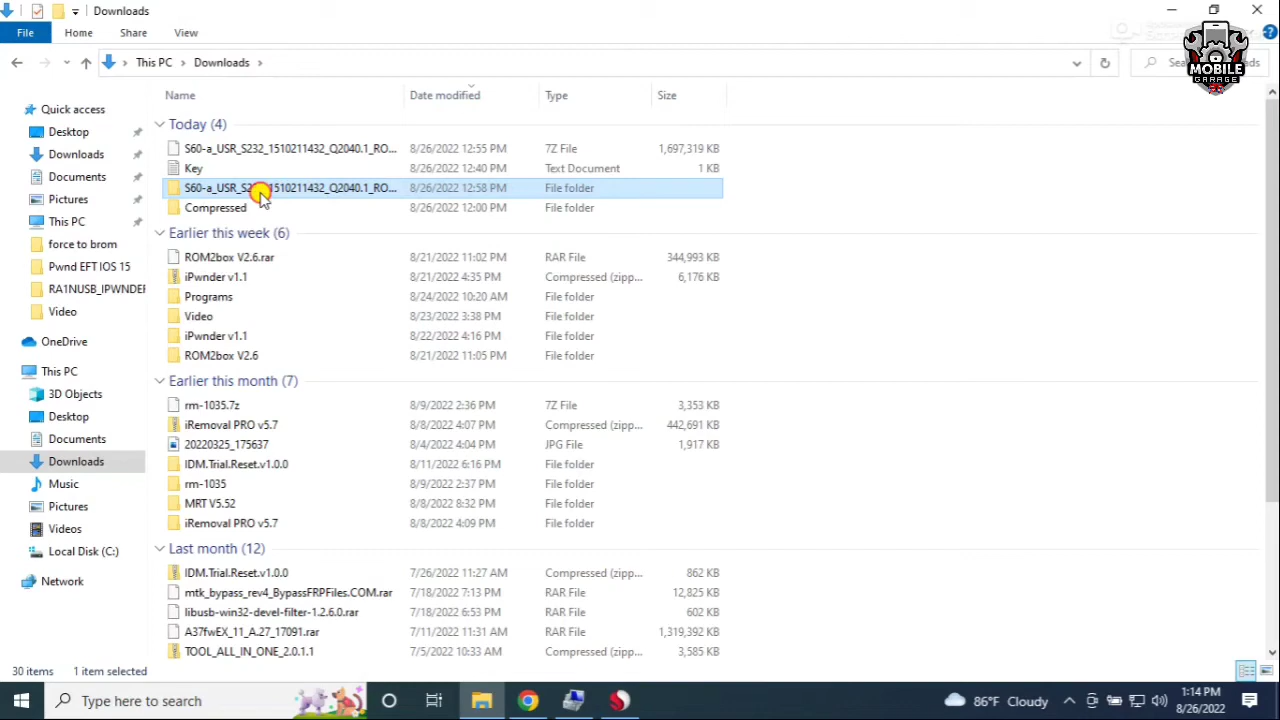 Downloads
File Home Share View
This PC Downloads
Name Date modified Type Size
MOBILE
GARAGE
Quick access
Desktop
Downloads
Documents
Pictures
This PC
force to brom
Pwnd EFT IOS 15
RA1NUSB_IPWNDEF
Video
OneDrive
This PC
3D Objects
Desktop
Documents
Downloads
Music
Pictures
Videos
Local Disk (C:)
Network
Today (4)
S60-a_USR_S232_1510211432_Q2040.1_RO... 8/26/2022 12:55 PM 7Z File 1,697,319 KB
Key 8/26/2022 12:40 PM Text Document 1 KB
S60-a_USR_S2 1510211432_Q2040.1_RO... 8/26/2022 12:58 PM File folder
Compressed 8/26/2022 12:00 PM File folder
Earlier this week (6)
ROM2box V2.6.rar 8/21/2022 11:02 PM RAR File 344,993 KB
iPwnder v1.1 8/21/2022 4:35 PM Compressed (zipp... 6,176 KB
Programs 8/24/2022 10:20 AM File folder
Video 8/23/2022 3:38 PM File folder
iPwnder v1.1 8/22/2022 4:16 PM File folder
ROM2box V2.6 8/21/2022 11:05 PM File folder
Earlier this month (7)
rm-1035.7z 8/9/2022 2:36 PM 7Z File 3,353 KB
iRemoval PRO v5.7 8/8/2022 4:07 PM Compressed (zipp... 442,691 KB
20220325_175637 8/4/2022 4:04 PM JPG File 1,917 KB
IDM.Trial.Reset.v1.0.0 8/11/2022 6:16 PM File folder
rm-1035 8/9/2022 2:37 PM File folder
MRT V5.52 8/8/2022 8:32 PM File folder
iRemoval PRO v5.7 8/8/2022 4:09 PM File folder
Last month (12)
IDM.Trial.Reset.v1.0.0 7/26/2022 11:27 AM Compressed (zipp... 862 KB
mtk_bypass_rev4_BypassFRPFiles.COM.rar 7/18/2022 7:13 PM RAR File 12,825 KB
libusb-win32-devel-filter-1.2.6.0.rar 7/18/2022 6:53 PM RAR File 602 KB
A37fwEX_11_A.27_17091.rar 7/11/2022 11:31 AM RAR File 1,319,392 KB
TOOL_ALL_IN_ONE_2.0.1.1 7/5/2022 10:33 AM Compressed (zipp... 3,585 KB
30 items 1 item selected
Type here to search
86°F Cloudy
1:14 PM
8/26/2022